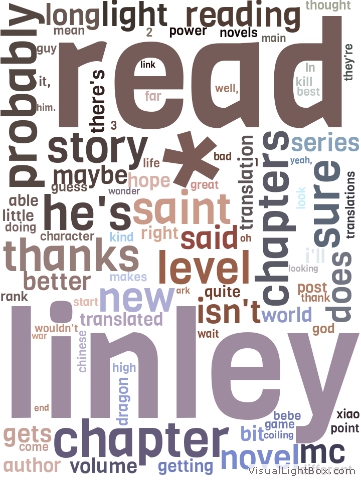 long light reading thought
mean 2 power novels main
probably guy read they're
it, there's link In
kill
far well, best
him. 3
story * bad 1 yeah, series
maybe life translation chapters look sure translations
guess hope wonder great
able he's saint
little
doing right said oh
character kind i'll
thanks level does
better makes looking
new ark quite post
rank start isn't world thank
translated
wouldn't wait god
war linley
chinese high
dragon
end bebe xiao
game point
gets chapter bit coiling
come novel mc
author volume getting
different
VisualLightBox.com